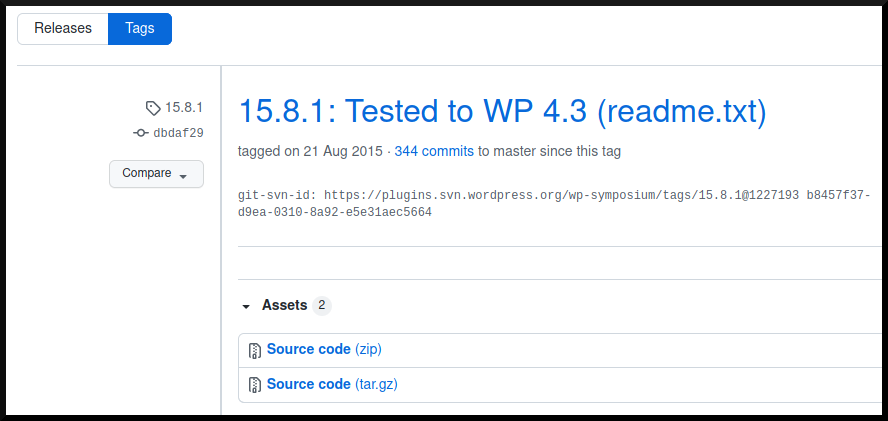 Releases Tags
15.8.1
dbdaf29
Compare
15.8.1: Tested to WP 4.3 (readme.txt)
tagged on 21 Aug 2015 · 344 commits to master since this tag
git-svn-id: https://plugins.svn.wordpress.org/wp-symposium/tags/15.8.1@1227193 b8457f37-
d9ea-0310-8a92-e5e31aec5664
Assets 2
Source code (zip)
Source code (tar.gz)